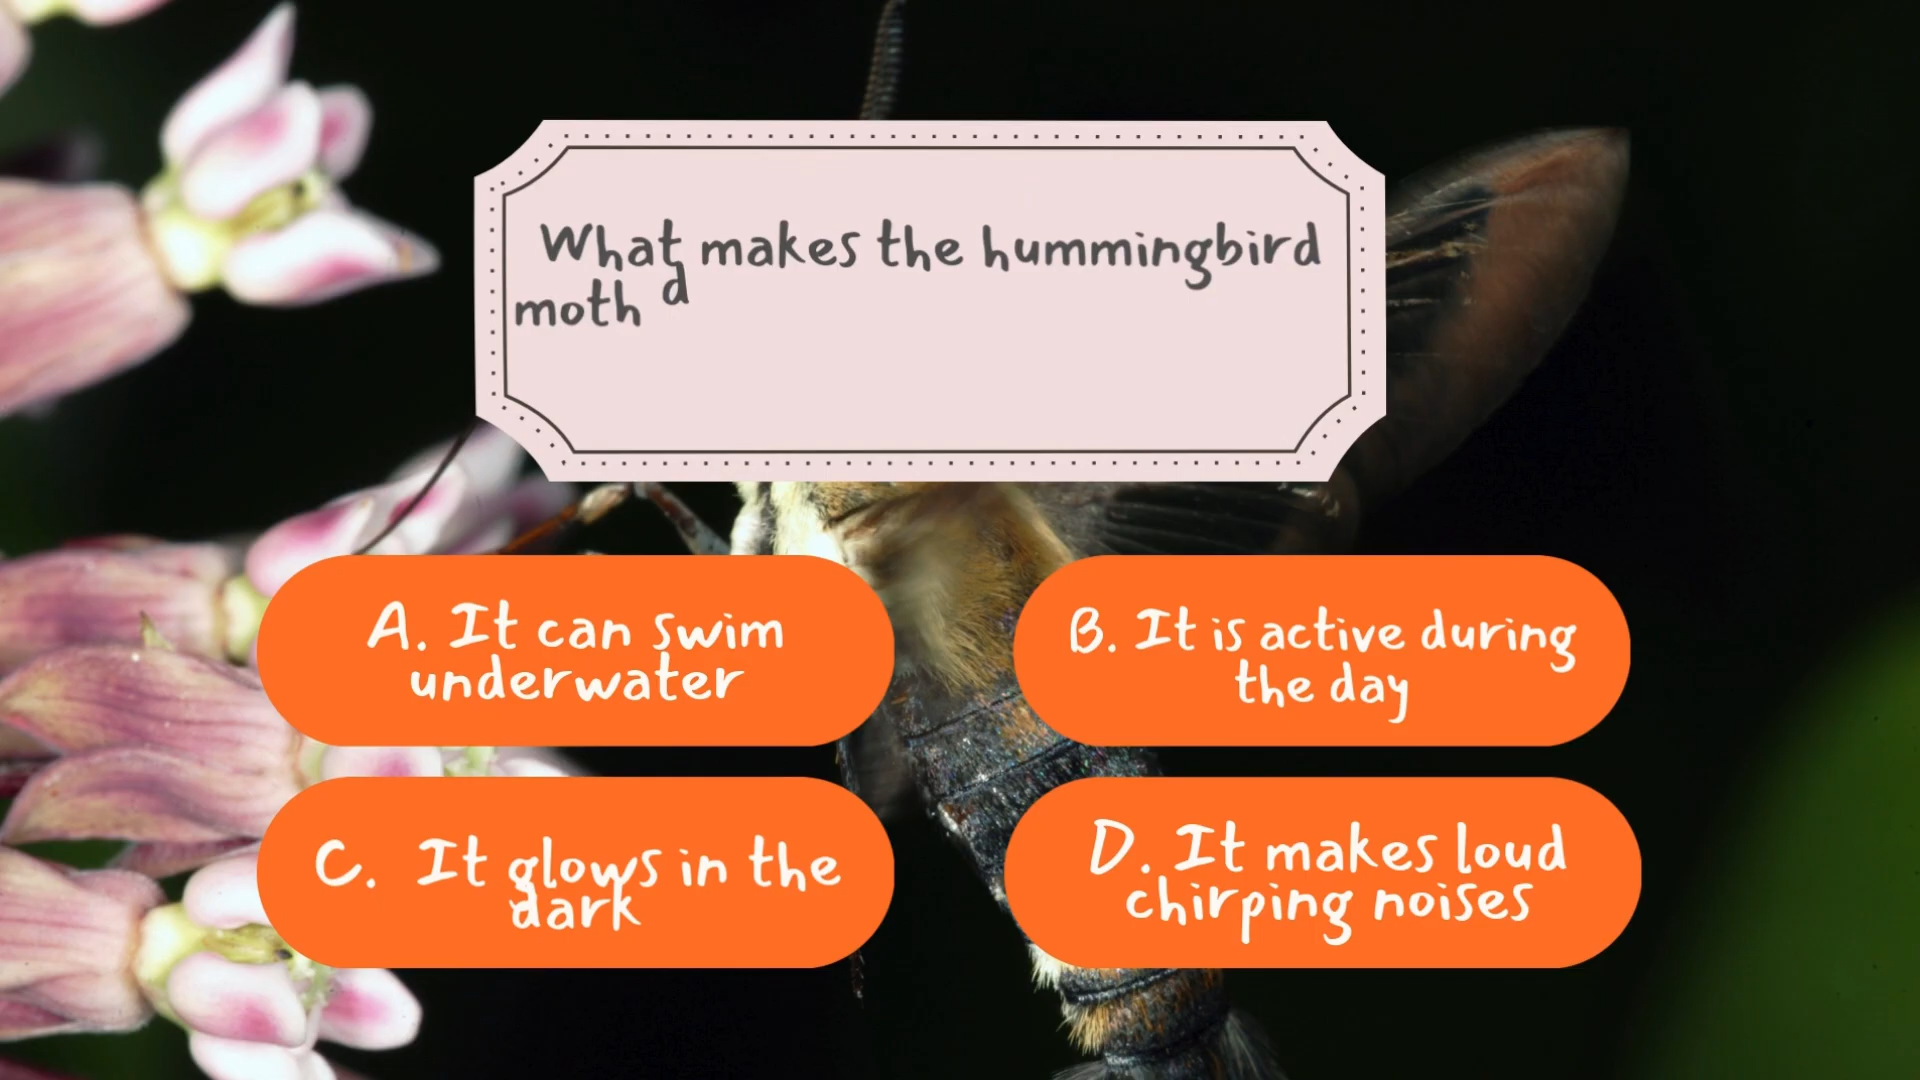 What makes the hummingbird
moth d
A. It can swim
underwater
B. It is active during
the day
C. It glows in the
dark
D. It makes loud
chirping noises